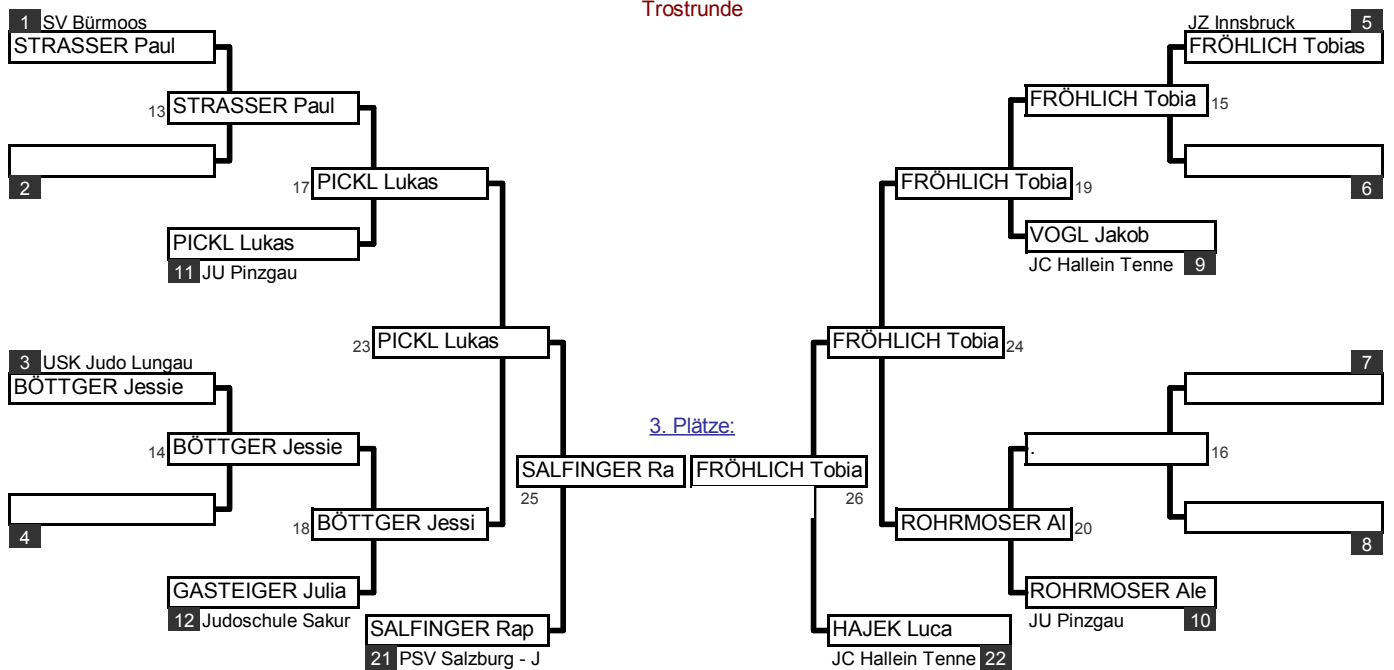 Trostrunde
1 SV Bürmoos
STRASSER Paul
13 STRASSER Paul
2
17 PICKL Lukas
PICKL Lukas
11 JU Pinzgau
23 PICKL Lukas
3 USK Judo Lungau
BÖTTGER Jessie
14 BÖTTGER Jessie
4
18 BÖTTGER Jessi
GASTEIGER Julia
12 Judoschule Sakur
SALFINGER Rap
21 PSV Salzburg - J
3. Plätze:
SALFINGER Ra
25
FRÖHLICH Tobia
26
JZ Innsbruck 5
FRÖHLICH Tobias
FRÖHLICH Tobia 15
6
FRÖHLICH Tobia 19
VOGL Jakob
JC Hallein Tenne 9
FRÖHLICH Tobia 24
7
. 16
8
ROHRMOSER Al 20
ROHRMOSER Ale
JU Pinzgau 10
HAJEK Luca
JC Hallein Tenne 22